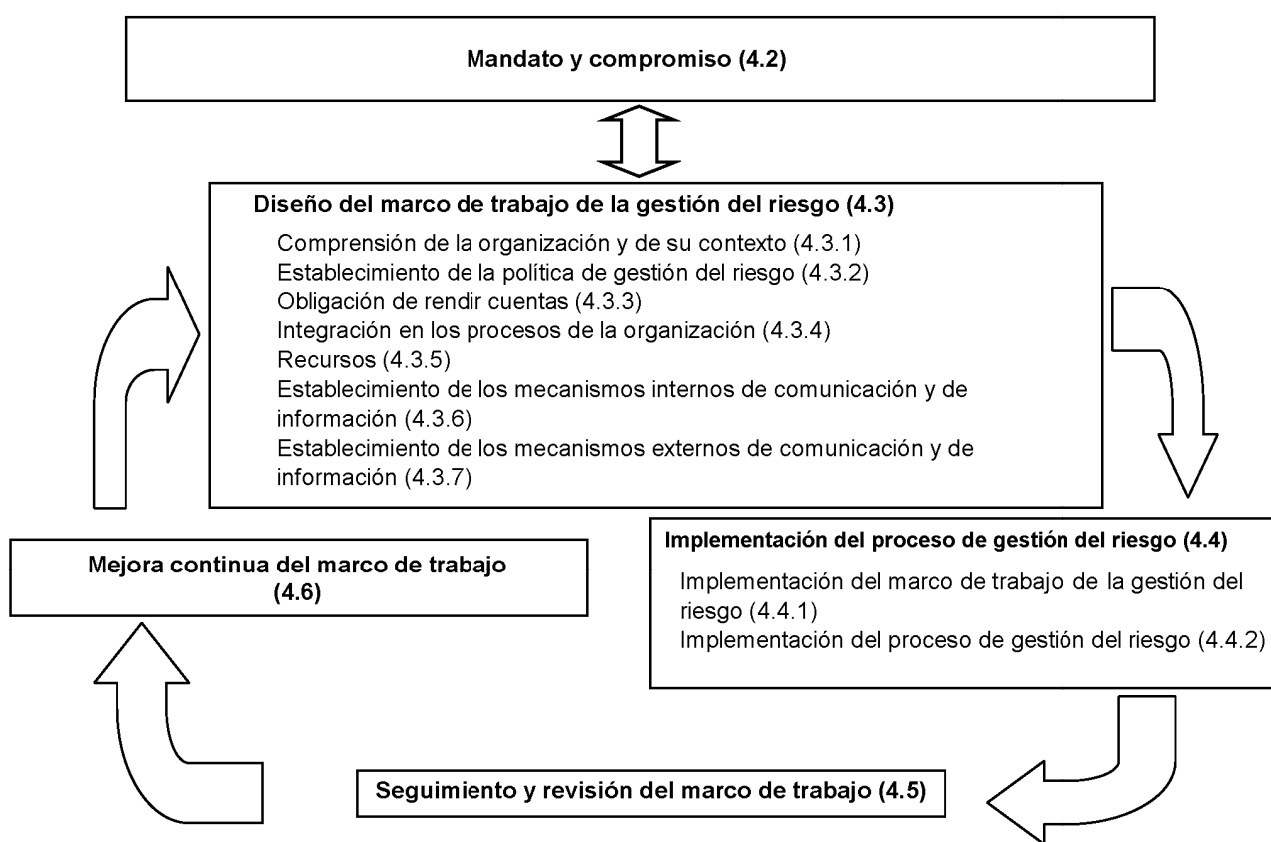 Mandato y compromiso (4.2)
Diseño del marco de trabajo de la gestión del riesgo (4.3)
Comprensión de la organización y de su contexto (4.3.1)
Establecimiento de la política de gestión del riesgo (4.3.2)
Obligación de rendir cuentas (4.3.3)
Integración en los procesos de la organización (4.3.4)
Recursos (4.3.5)
Establecimiento de los mecanismos internos de comunicación y de
información (4.3.6)
Establecimiento de los mecanismos externos de comunicación y de
información (4.3.7)
Implementación del proceso de gestión del riesgo (4.4)
Implementación del marco de trabajo de la gestión del
riesgo (4.4.1)
Implementación del proceso de gestión del riesgo (4.4.2)
Seguimiento y revisión del marco de trabajo (4.5)
Mejora continua del marco de trabajo
(4.6)